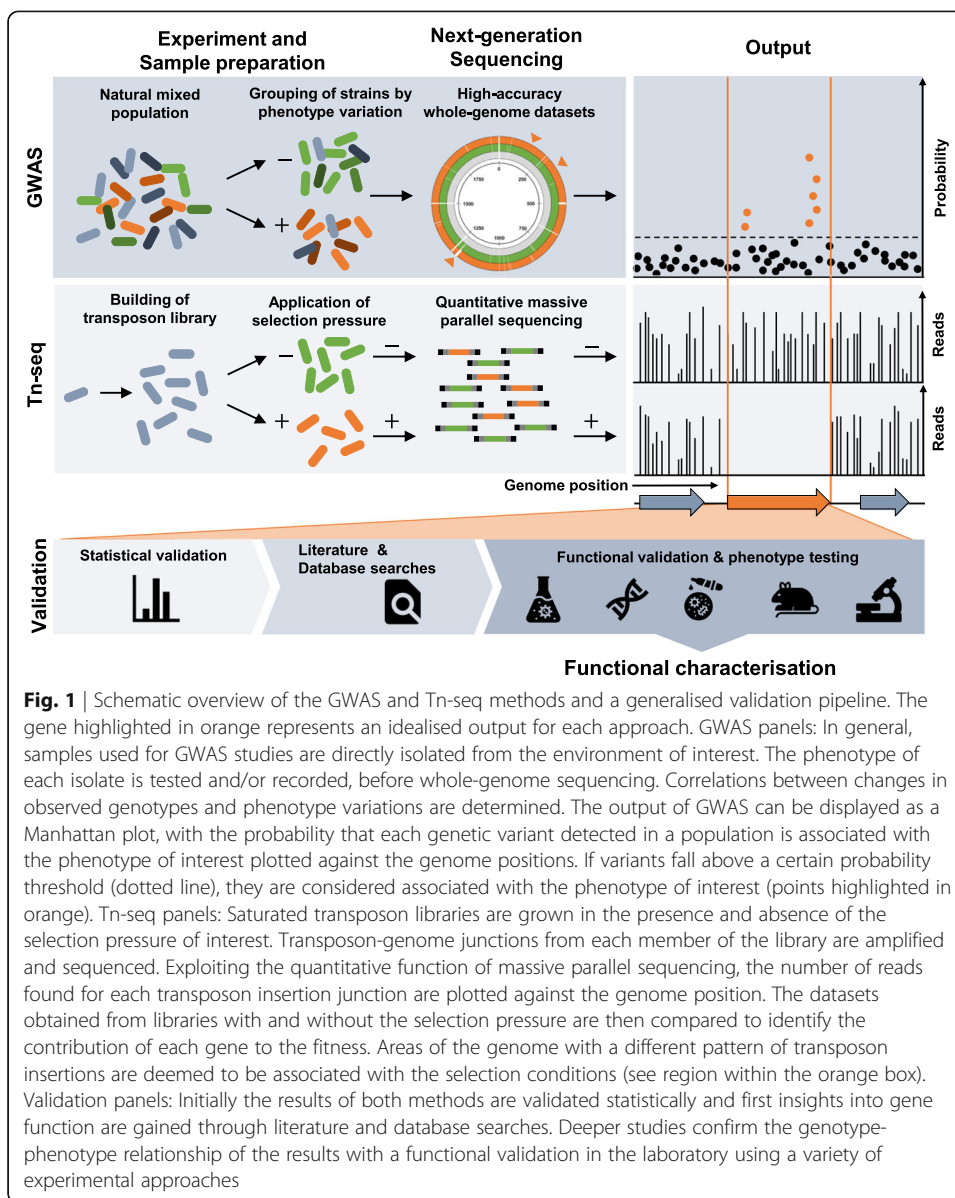 Experiment and
Sample preparation
Next-generation
Sequencing
Output
GWAS
Natural mixed
population
Grouping of strains by
phenotype variation
High-accuracy
whole-genome datasets
−
+
0
250
500
750
1000
1250
1500
1750
Probability
Tn-seq
Building of
transposon library
Application of
selection pressure
Quantitative massive
parallel sequencing
−
−
−
+
+
+
Reads
Reads
Genome position
Validation
Statistical validation
Literature &
Database searches
Functional validation & phenotype testing
Functional characterisation
Fig. 1 | Schematic overview of the GWAS and Tn-seq methods and a generalised validation pipeline. The
gene highlighted in orange represents an idealised output for each approach. GWAS panels: In general,
samples used for GWAS studies are directly isolated from the environment of interest. The phenotype of
each isolate is tested and/or recorded, before whole-genome sequencing. Correlations between changes in
observed genotypes and phenotype variations are determined. The output of GWAS can be displayed as a
Manhattan plot, with the probability that each genetic variant detected in a population is associated with
the phenotype of interest plotted against the genome positions. If variants fall above a certain probability
threshold (dotted line), they are considered associated with the phenotype of interest (points highlighted in
orange). Tn-seq panels: Saturated transposon libraries are grown in the presence and absence of the
selection pressure of interest. Transposon-genome junctions from each member of the library are amplified
and sequenced. Exploiting the quantitative function of massive parallel sequencing, the number of reads
found for each transposon insertion junction are plotted against the genome position. The datasets
obtained from libraries with and without the selection pressure are then compared to identify the
contribution of each gene to the fitness. Areas of the genome with a different pattern of transposon
insertions are deemed to be associated with the selection conditions (see region within the orange box).
Validation panels: Initially the results of both methods are validated statistically and first insights into gene
function are gained through literature and database searches. Deeper studies confirm the genotype-
phenotype relationship of the results with a functional validation in the laboratory using a variety of
experimental approaches